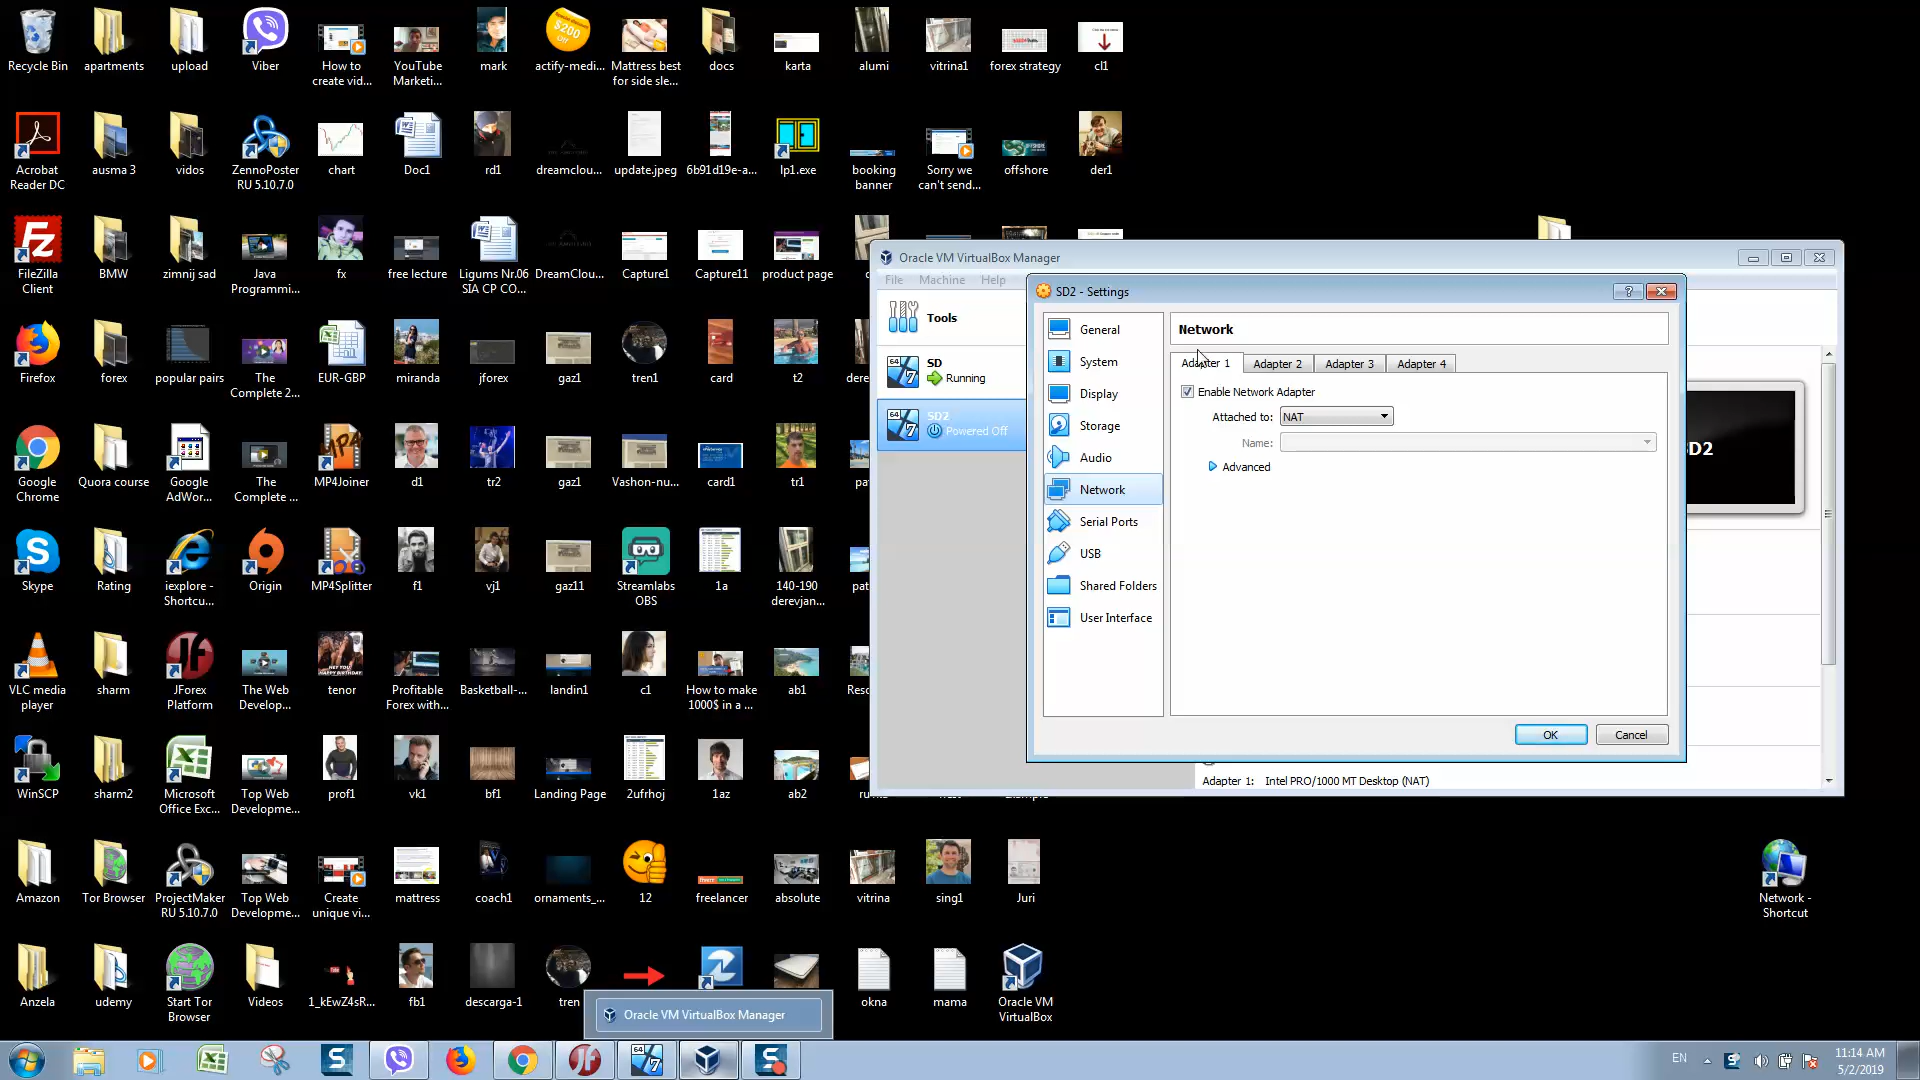 Recycle Bin
apartments
upload
Viber
How to
create vid...
YouTube
Marketi...
mark
actify-medi...
Mattress best
for side sle...
docs
karta
alumi
vitrina1
forex strategy
cl1
$200
Acrobat
Reader DC
ausma 3
vidos
ZennoPoster
RU 5.10.7.0
chart
Doc1
rd1
dreamclou...
update.jpeg
6b91d19e-a...
lp1.exe
booking
banner
Sorry we
can't send...
offshore
der1
FileZilla
Client
BMW
zimnij sad
Java
Programmi...
fx
free lecture
Ligums Nr.06
SIA CP CO...
DreamClou...
Capture1
Capture11
product page
Firefox
forex
popular pairs
The
Complete 2...
EUR-GBP
miranda
jforex
gaz1
tren1
card
t2
dere
Google
Chrome
Quora course
Google
AdWor...
The
Complete ...
MP4Joiner
d1
tr2
gaz1
Vashon-nu...
card1
tr1
pat
Skype
Rating
iexplore -
Shortcu...
Origin
MP4Splitter
f1
vj1
gaz11
Streamlabs
OBS
1a
140-190
derevjan...
pat
VLC media
player
sharm
JForex
Platform
The Web
Develop...
tenor
Profitable
Forex with...
Basketball-...
landin1
c1
How to make
1000$ in a ...
ab1
Resc
WinSCP
sharm2
Microsoft
Office Exc...
Top Web
Developme...
prof1
vk1
bf1
Landing Page
2ufrhoj
1az
ab2
Amazon
Tor Browser
ProjectMaker
RU 5.10.7.0
Top Web
Developme...
Create
unique vi...
mattress
coach1
ornaments_...
12
freelancer
absolute
vitrina
sing1
Juri
Network -
Shortcut
Anzela
udemy
Start Tor
Browser
Videos
1_kEwZ4sR...
fb1
descarga-1
tren
okna
mama
Oracle VM
VirtualBox
Oracle VM VirtualBox Manager
File
Machine
Help
Tools
64
SD
Running
64
SD2
Powered Off
SD2 - Settings
General
System
Display
Storage
Audio
Network
Serial Ports
USB
Shared Folders
User Interface
Network
Adapter 1
Adapter 2
Adapter 3
Adapter 4
Enable Network Adapter
Attached to:
NAT
Name:
Advanced
OK
Cancel
SD2
Adapter 1: Intel PRO/1000 MT Desktop (NAT)
Oracle VM VirtualBox Manager
EN
11:14 AM
5/2/2019